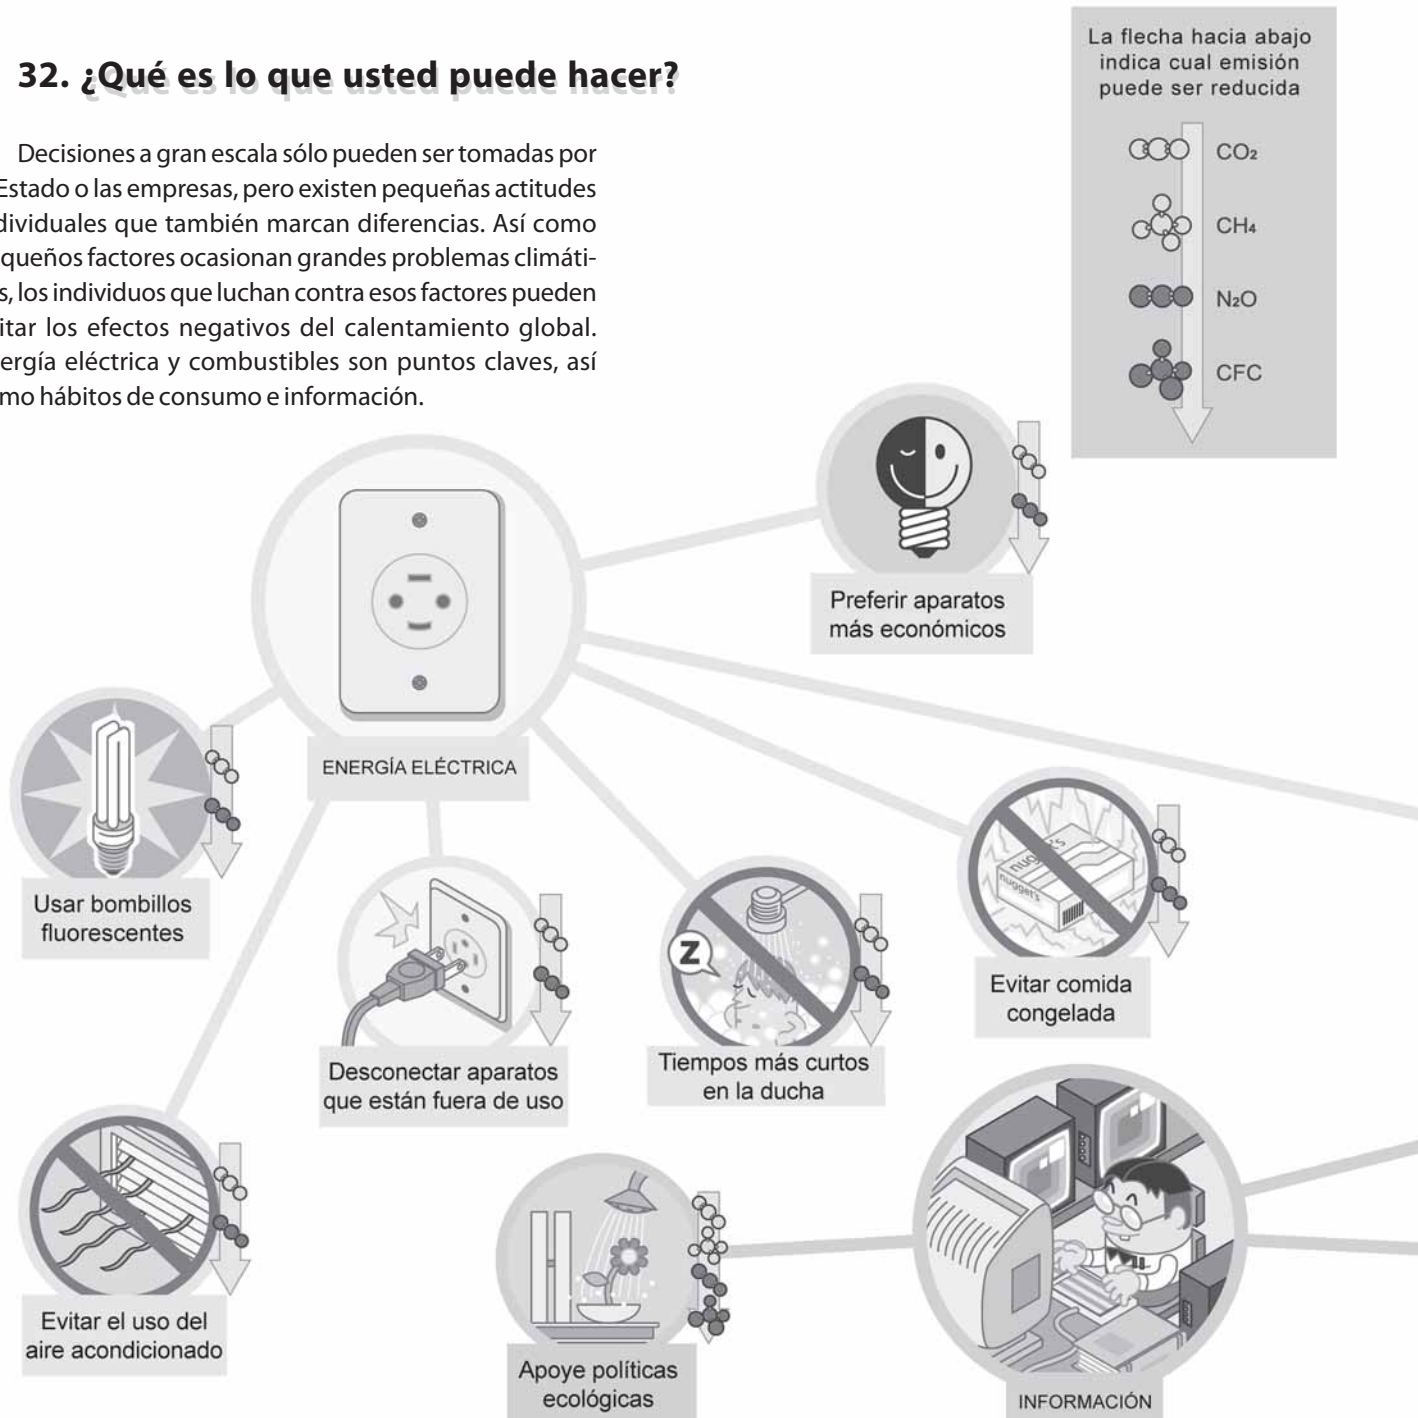 32. ¿Qué es lo que usted puede hacer?
Decisiones a gran escala sólo pueden ser tomadas por
Estado o las empresas, pero existen pequeñas actitudes
dividuales que también marcan diferencias. Así como
queños factores ocasionan grandes problemas climáti-
s, los individuos que luchan contra esos factores pueden
itar los efectos negativos del calentamiento global.
ergía eléctrica y combustibles son puntos claves, así
mo hábitos de consumo e información.
La flecha hacia abajo
indica cual emisión
puede ser reducida
CO₂
CH₄
N₂O
CFC
Preferir aparatos
más económicos
ENERGÍA ELÉCTRICA
Usar bombillos
fluorescentes
nugget's
nugget's
Evitar comida
congelada
Z
Desconectar aparatos
que están fuera de uso
Tiempos más curtos
en la ducha
Evitar el uso del
aire acondicionado
Apoye políticas
ecológicas
INFORMACIÓN